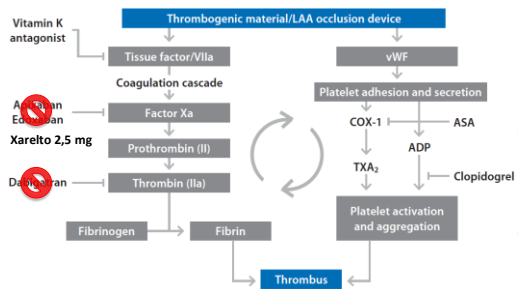 Thrombogenic material/LAA occlusion device
Vitamin K
antagonist
Tissue factor/VIIa
vWF
Coagulation cascade
Platelet adhesion and secretion
Apixaban
Edoxaban
Factor Xa
COX-1
ASA
Xarelto 2,5 mg
Prothrombin (II)
ADP
TXA₂
Dabigatran
Thrombin (IIa)
Clopidogrel
Platelet activation
and aggregation
Fibrinogen
Fibrin
Thrombus